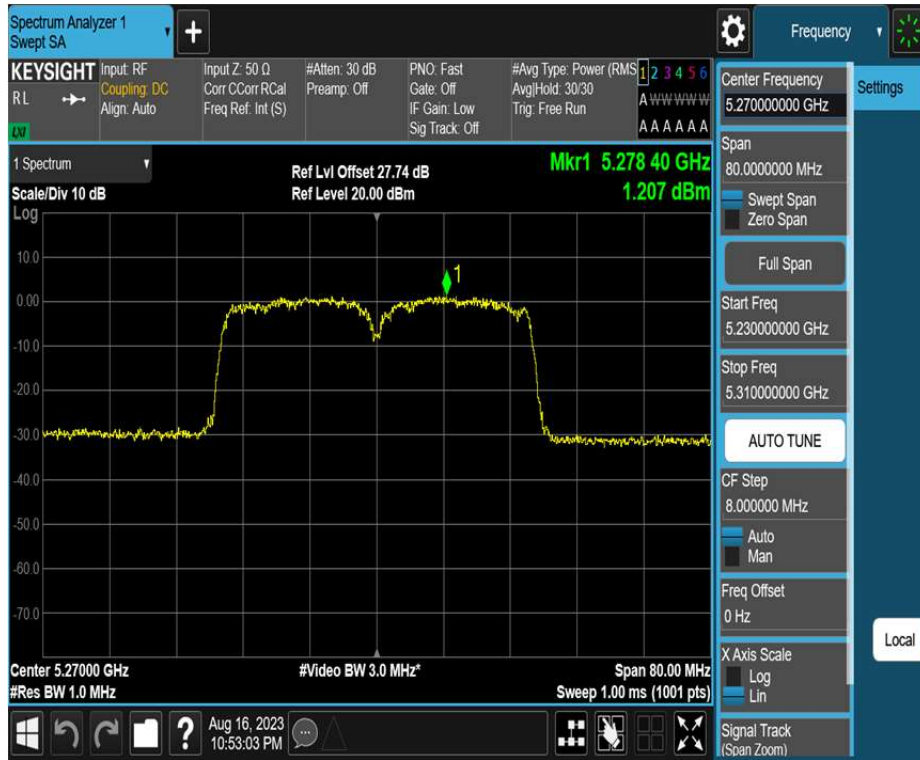 Spectrum Analyzer 1
Swept SA
+
Frequency
KEYSIGHT
RL
LXI
Input: RF
Coupling: DC
Align: Auto
Input Z: 50 Ω
Corr CCorr RCal
Freq Ref: Int (S)
#Atten: 30 dB
Preamp: Off
PNO: Fast
Gate: Off
IF Gain: Low
Sig Track: Off
#Avg Type: Power (RMS
Avg|Hold: 30/30
Trig: Free Run
1 2 3 4 5 6
A W W W W W
A A A A A A
1 Spectrum
Scale/Div 10 dB
Log
Ref Lvl Offset 27.74 dB
Ref Level 20.00 dBm
Mkr1 5.278 40 GHz
1.207 dBm
10.0
0.00
-10.0
-20.0
-30.0
-40.0
-50.0
-60.0
-70.0
1
Center 5.27000 GHz
#Res BW 1.0 MHz
#Video BW 3.0 MHz*
Span 80.00 MHz
Sweep 1.00 ms (1001 pts)
?
Aug 16, 2023
10:53:03 PM
Center Frequency
5.27000000 GHz
Settings
Span
80.0000000 MHz
Swept Span
Zero Span
Full Span
Start Freq
5.230000000 GHz
Stop Freq
5.310000000 GHz
AUTO TUNE
CF Step
8.000000 MHz
Auto
Man
Freq Offset
0 Hz
Local
X Axis Scale
Log
Lin
Signal Track
(Span Zoom)